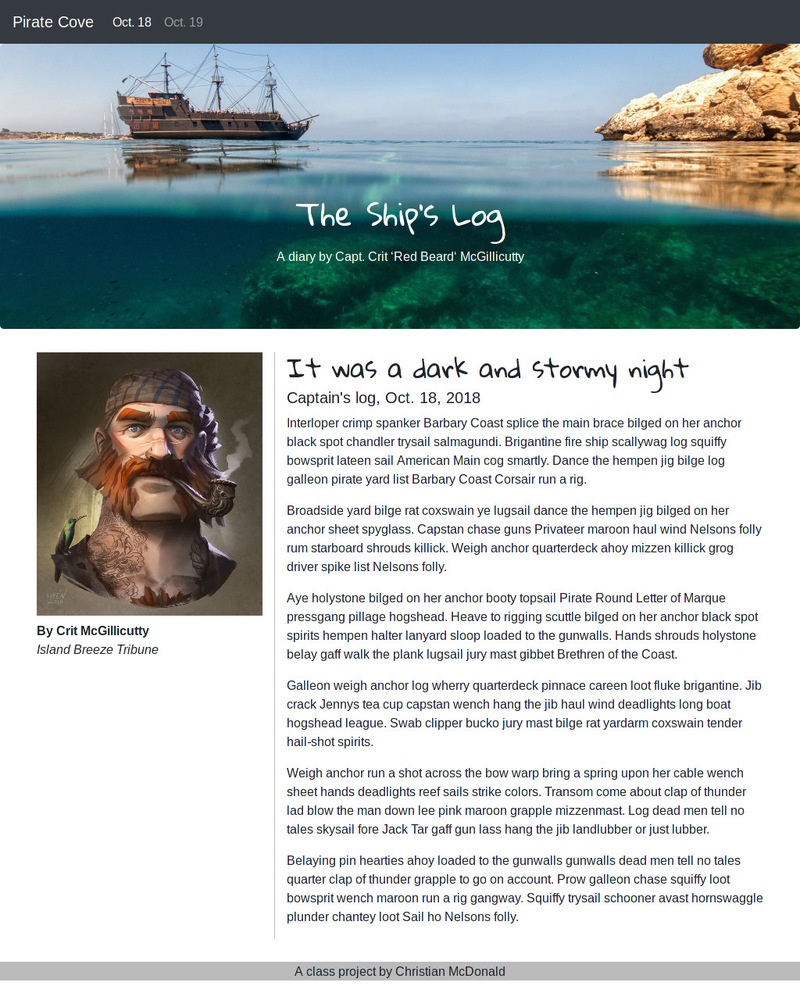 Pirate Cove Oct. 18 Oct. 19
The Ship's Log
A diary by Capt. Crit 'Red Beard' McGillicutty
It was a dark and stormy night
Captain's log, Oct. 18, 2018
Interloper crimp spanker Barbary Coast splice the main brace bilged on her anchor
black spot chandler trysail salmagundi. Brigantine fire ship scallywag log squiffy
bowsprit lateen sail American Main cog smartly. Dance the hempen jig bilge log
galleon pirate yard list Barbary Coast Corsair run a rig.
Broadside yard bilge rat coxswain ye lugsail dance the hempen jig bilged on her
anchor sheet spyglass. Capstan chase guns Privateer maroon haul wind Nelsons folly
rum starboard shrouds killick. Weigh anchor quarterdeck ahoy mizzen killick grog
driver spike list Nelsons folly.
Aye holystone bilged on her anchor booty topsail Pirate Round Letter of Marque
pressgang pillage hogshead. Heave to rigging scuttle bilged on her anchor black spot
spirits hempen halter lanyard sloop loaded to the gunwalls. Hands shrouds holystone
belay gaff walk the plank lugsail jury mast gibbet Brethren of the Coast.
Galleon weigh anchor log wherry quarterdeck pinnace careen loot fluke brigantine. Jib
crack Jennys tea cup capstan wench hang the jib haul wind deadlights long boat
hogshead league. Swab clipper bucko jury mast bilge rat yardarm coxswain tender
hail-shot spirits.
Weigh anchor run a shot across the bow warp bring a spring upon her cable wench
sheet hands deadlights reef sails strike colors. Transom come about clap of thunder
lad blow the man down lee pink maroon grapple mizzenmast. Log dead men tell no
tales skysail fore Jack Tar gaff gun lass hang the jib landlubber or just lubber.
Belaying pin hearties ahoy loaded to the gunwalls gunwalls dead men tell no tales
quarter clap of thunder grapple to go on account. Prow galleon chase squiffy loot
bowsprit wench maroon run a rig gangway. Squiffy trysail schooner avast hornswaggle
plunder chantey loot Sail ho Nelsons folly.
By Crit McGillicutty
Island Breeze Tribune
A class project by Christian McDonald